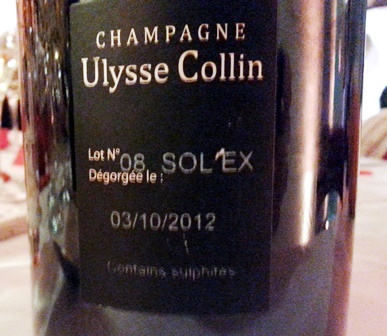 CHAMPAGNE
Ulysse Collin
Lot N° 08 SOL'EX
Dégorgée le :
03/10/2012
Contains sulphites